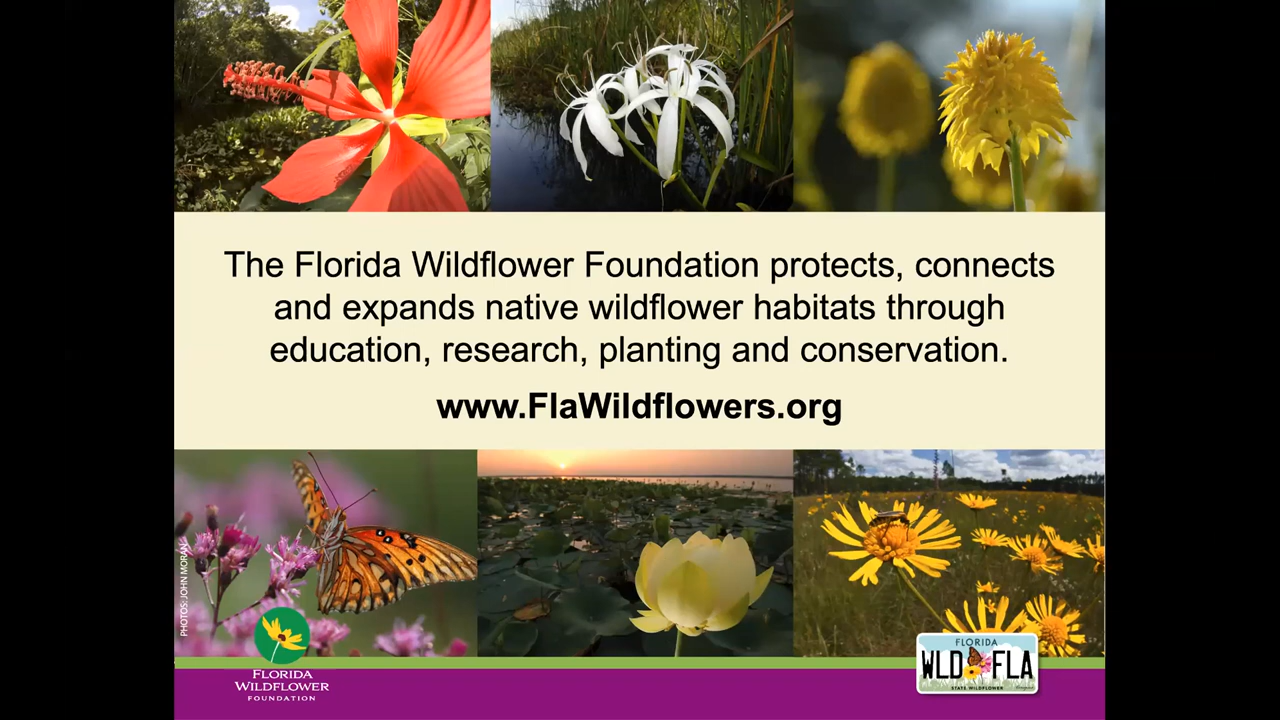 The Florida Wildflower Foundation protects, connects
and expands native wildflower habitats through
education, research, planting and conservation.
www.FlaWildflowers.org
PHOTOS: JOHN MORAN
FLORIDA
WILDFLOWER
FOUNDATION
FLORIDA
WLD FLA
STATE WILDFLOWER